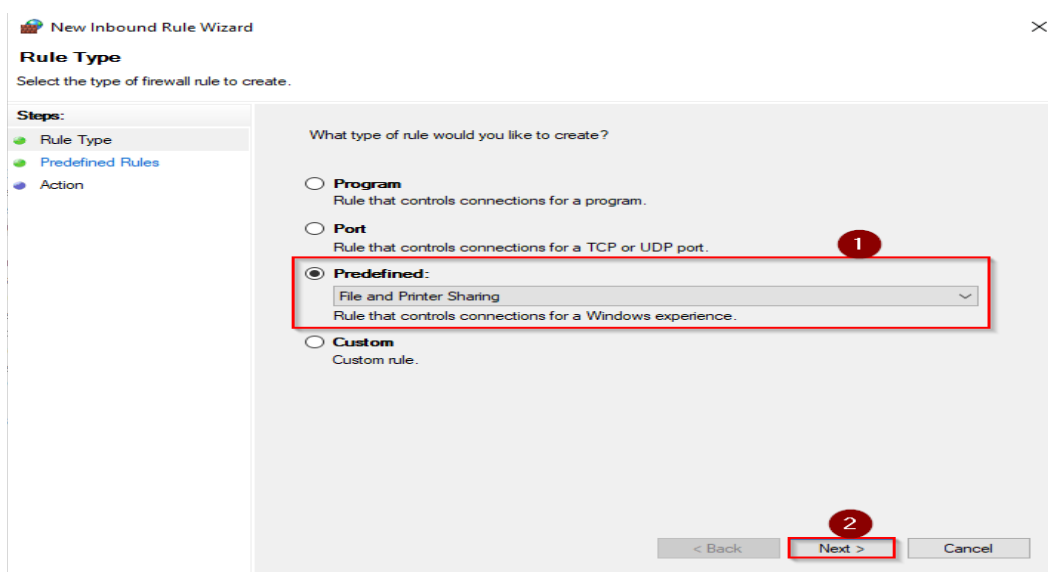 New Inbound Rule Wizard
Rule Type
Select the type of firewall rule to create.
Steps:
Rule Type
Predefined Rules
Action
What type of rule would you like to create?
Program
Rule that controls connections for a program.
Port
Rule that controls connections for a TCP or UDP port.
1
Predefined:
File and Printer Sharing
Rule that controls connections for a Windows experience.
Custom
Custom rule.
2
< Back Next > Cancel